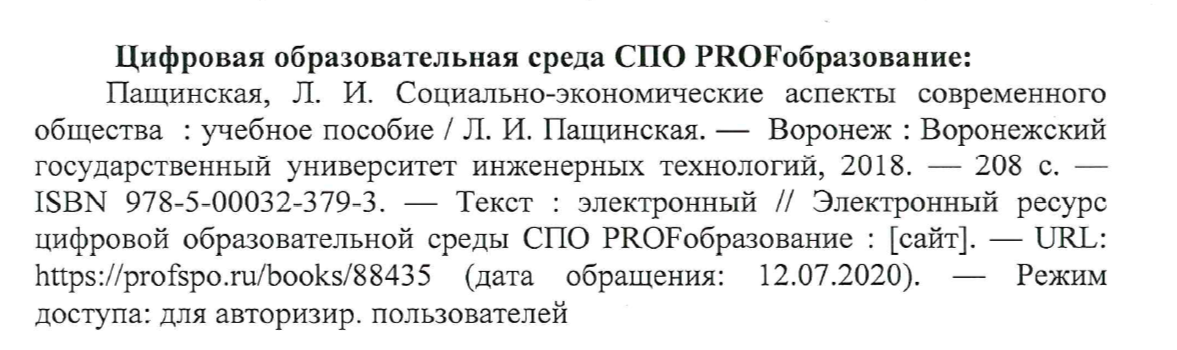 Цифровая образовательная среда СПО PROFобразование:
Пащинская, Л. И. Социально-экономические аспекты современного
общества : учебное пособие / Л. И. Пащинская. — Воронеж : Воронежский
государственный университет инженерных технологий, 2018. — 208 с. —
ISBN 978-5-00032-379-3. — Текст : электронный // Электронный ресурс
цифровой образовательной среды СПО PROFобразование : [сайт]. — URL:
https://profspo.ru/books/88435 (дата обращения: 12.07.2020). — Режим
доступа: для авторизир. пользователей